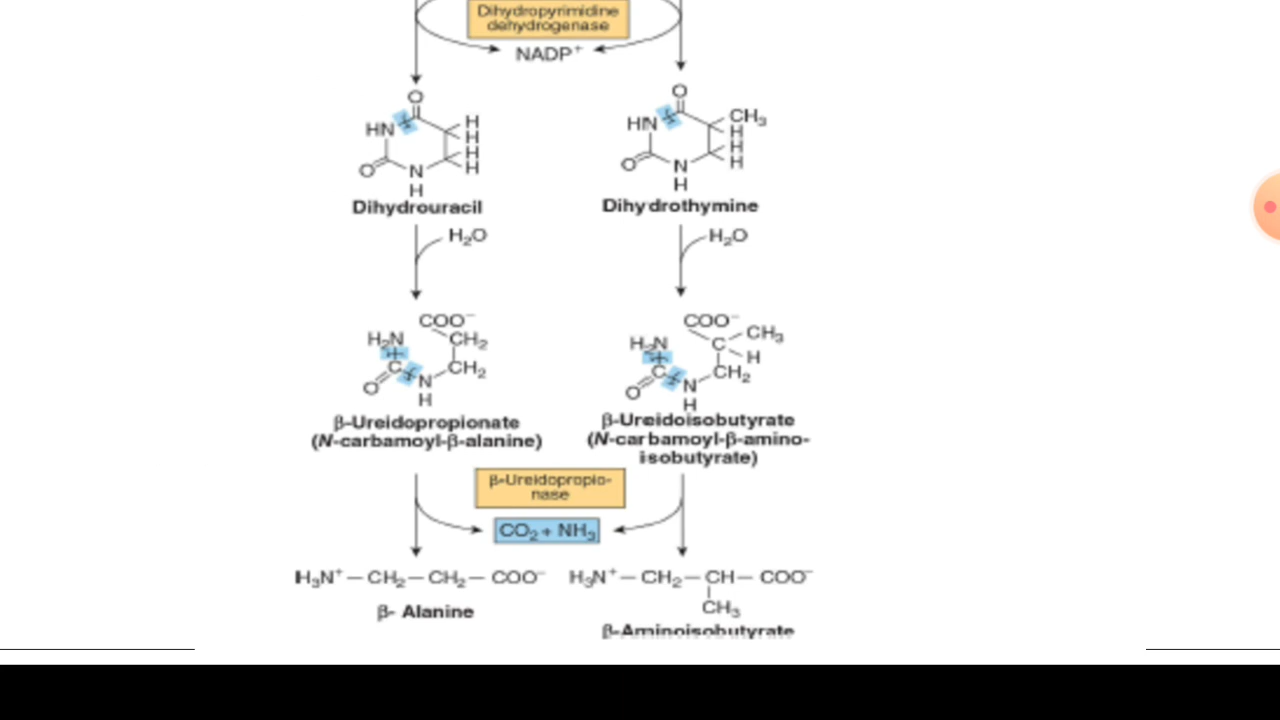 Dihydropyrimidine
dehydrogenase
NADP⁺
O
HN
H
H
H
H
O
N
H
Dihydrouracil
O
HN
CH₃
H
H
H
O
N
H
Dihydrothymine
H₂O
H₂O
COO⁻
H₂N
CH₂
C
CH₂
O
N
H
β-Ureidopropionate
(N-carbamoyl-β-alanine)
COO⁻
CH₃
H₂N
C
H
C
CH₂
O
N
H
β-Ureidoisobutyrate
(N-carbamoyl-β-amino-
isobutyrate)
β-Ureidopropio-
nase
CO₂ + NH₃
H₃N⁺ — CH₂ — CH₂ — COO⁻
β- Alanine
H₃N⁺ — CH₂ — CH — COO⁻
CH₃
β-Aminoisobutyrate